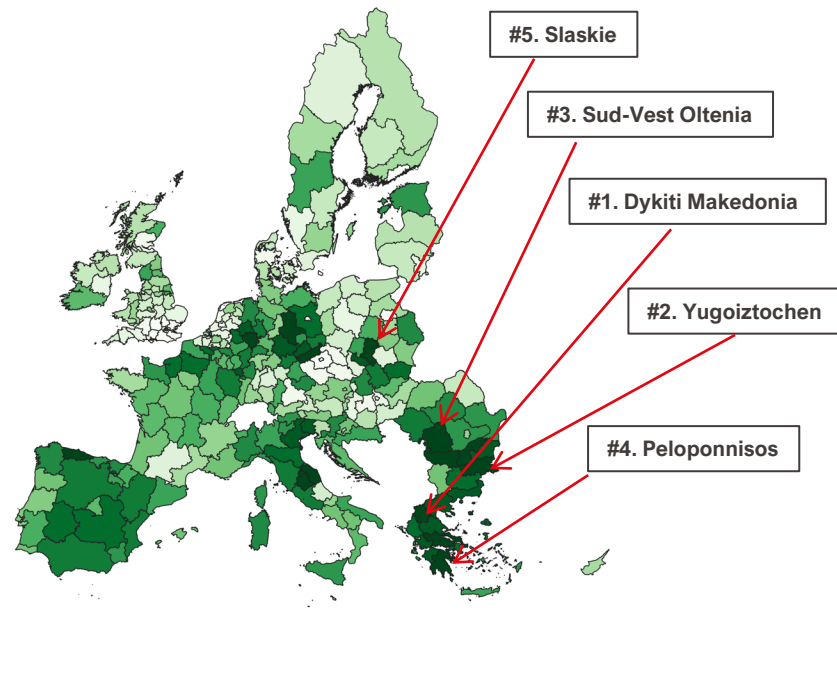 #5. Slaskie
#3. Sud-Vest Oltenia
#1. Dykiti Makedonia
#2. Yugoiztochen
#4. Peloponnisos